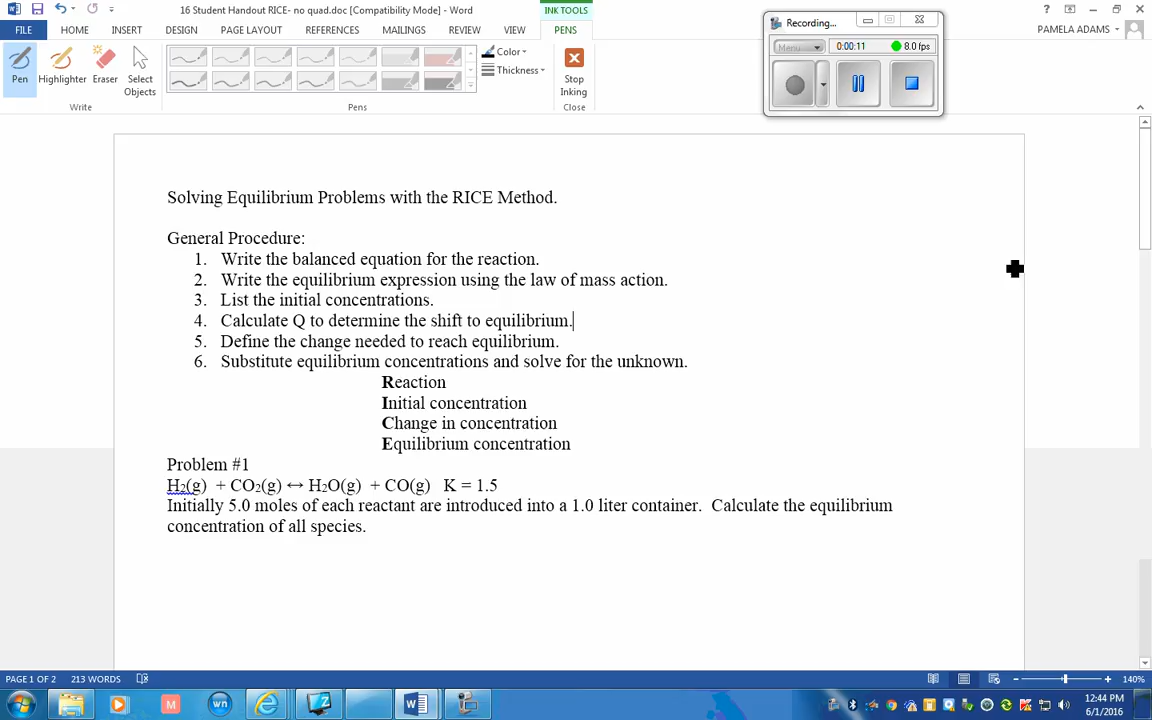 16 Student Handout RICE- no quad.doc [Compatibility Mode] - Word
INK TOOLS
FILE HOME INSERT DESIGN PAGE LAYOUT REFERENCES MAILINGS REVIEW VIEW PENS
PAMELA ADAMS
Pen
Highlighter
Eraser
Select Objects
Color
Thickness
Stop Inking
Write
Pens
Close
Recording...
Menu
0:00:11
8.0 fps
Solving Equilibrium Problems with the RICE Method.
General Procedure:
1. Write the balanced equation for the reaction.
2. Write the equilibrium expression using the law of mass action.
3. List the initial concentrations.
4. Calculate Q to determine the shift to equilibrium.
5. Define the change needed to reach equilibrium.
6. Substitute equilibrium concentrations and solve for the unknown.
Reaction
Initial concentration
Change in concentration
Equilibrium concentration
Problem #1
H₂(g) + CO₂(g) ↔ H₂O(g) + CO(g) K = 1.5
Initially 5.0 moles of each reactant are introduced into a 1.0 liter container. Calculate the equilibrium
concentration of all species.
PAGE 1 OF 2 213 WORDS
140%
12:44 PM
6/1/2016